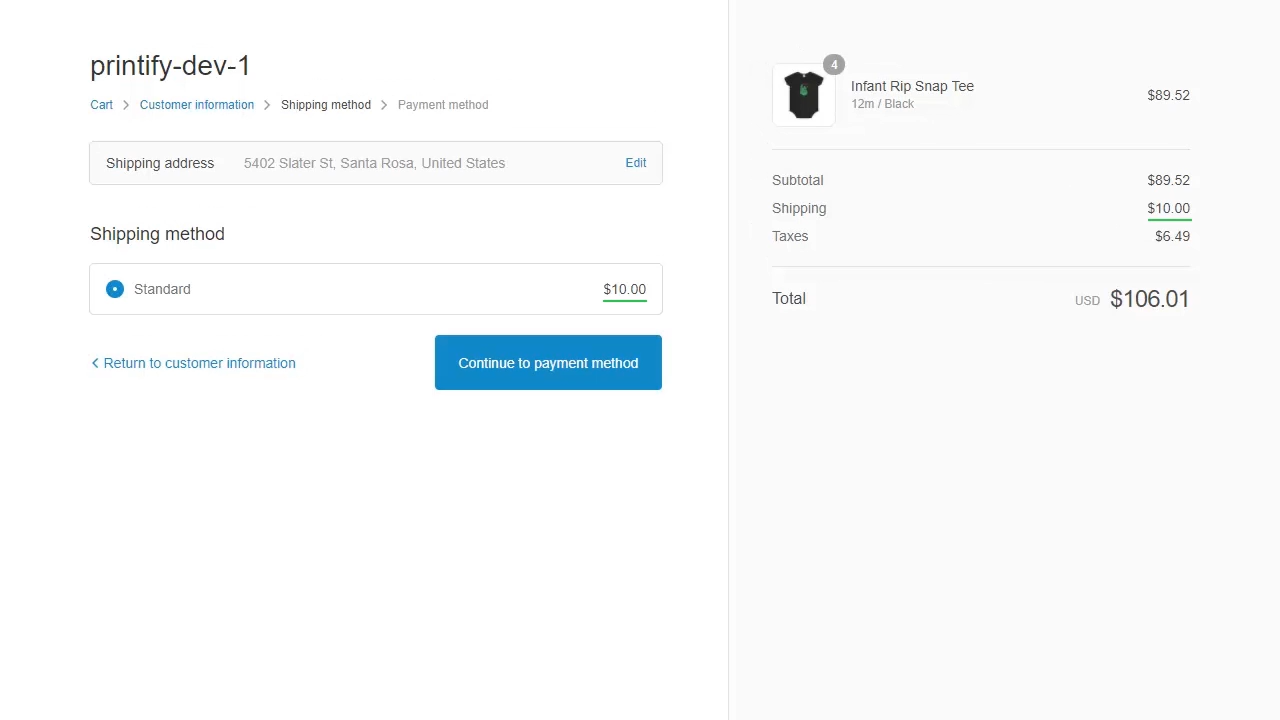 printify-dev-1
Cart > Customer information > Shipping method > Payment method
Shipping address 5402 Slater St, Santa Rosa, United States Edit
Shipping method
Standard $10.00
< Return to customer information
Continue to payment method
4
Infant Rip Snap Tee
12m / Black
$89.52
Subtotal $89.52
Shipping $10.00
Taxes $6.49
Total USD $106.01